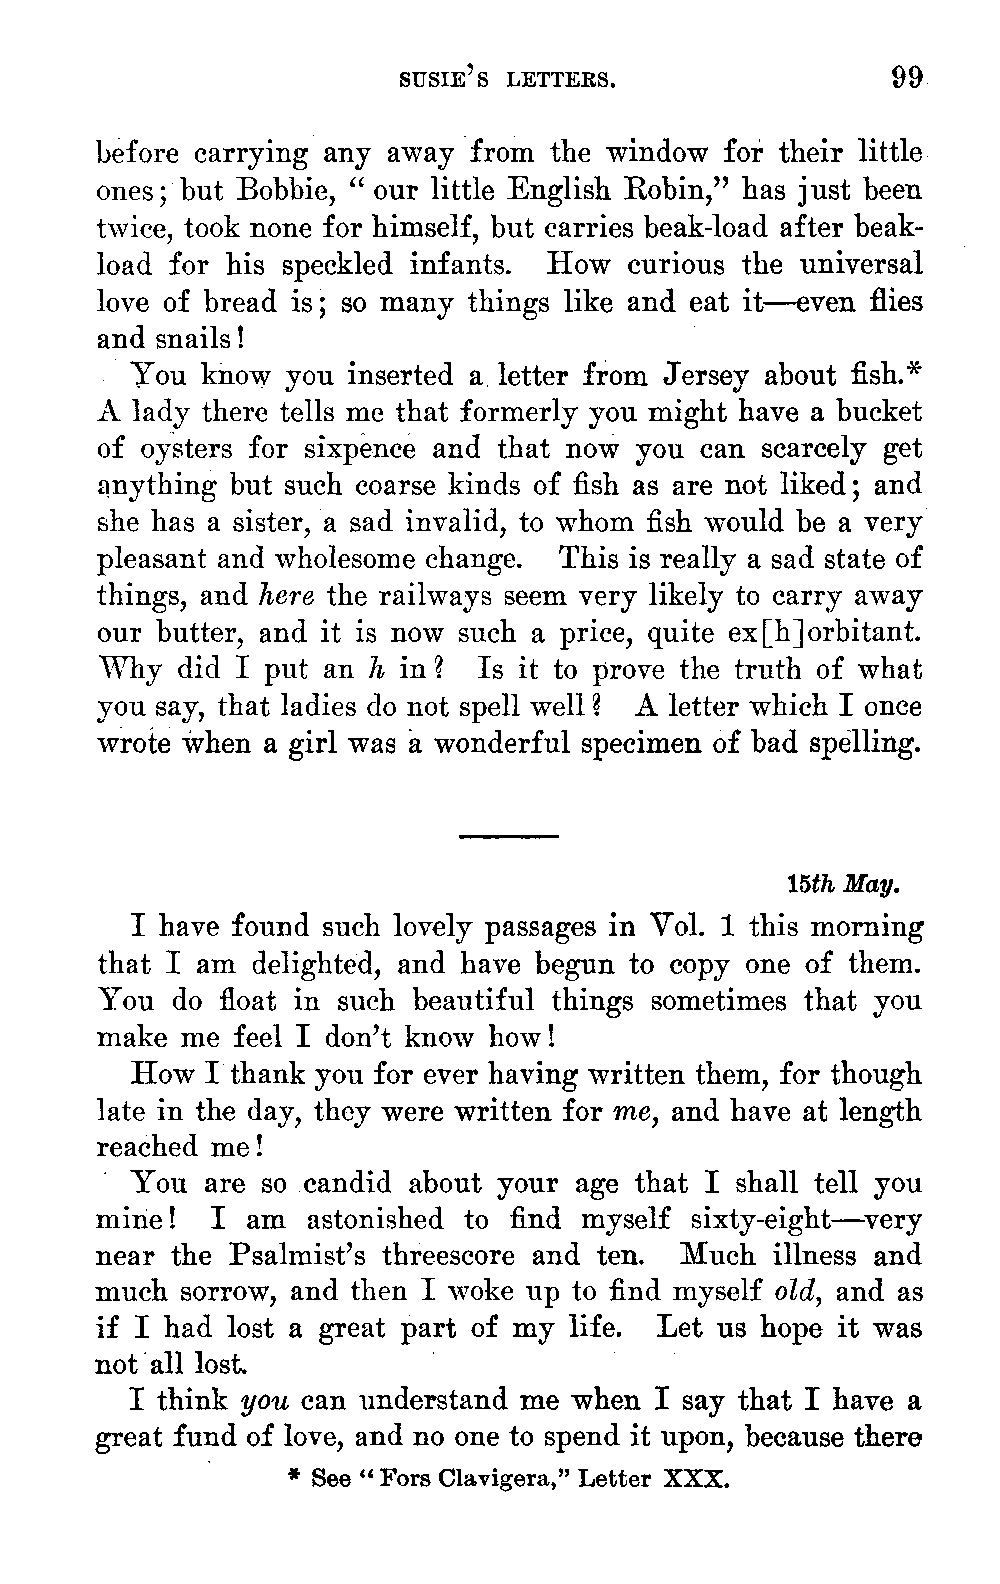 SUSIE'S LETTERS. 99
before carrying any away from the window for their little
ones; but Bobbie, "our little English Robin," has just been
twice, took none for himself, but carries beak-load after beak-
load for his speckled infants. How curious the universal
love of bread is; so many things like and eat it—even flies
and snails!
You know you inserted a letter from Jersey about fish.*
A lady there tells me that formerly you might have a bucket
of oysters for sixpence and that now you can scarcely get
anything but such coarse kinds of fish as are not liked; and
she has a sister, a sad invalid, to whom fish would be a very
pleasant and wholesome change. This is really a sad state of
things, and here the railways seem very likely to carry away
our butter, and it is now such a price, quite ex[h]orbitant.
Why did I put an h in? Is it to prove the truth of what
you say, that ladies do not spell well? A letter which I once
wrote when a girl was a wonderful specimen of bad spelling.
15th May.
I have found such lovely passages in Vol. 1 this morning
that I am delighted, and have begun to copy one of them.
You do float in such beautiful things sometimes that you
make me feel I don't know how!
How I thank you for ever having written them, for though
late in the day, they were written for me, and have at length
reached me!
You are so candid about your age that I shall tell you
mine! I am astonished to find myself sixty-eight—very
near the Psalmist's threescore and ten. Much illness and
much sorrow, and then I woke up to find myself old, and as
if I had lost a great part of my life. Let us hope it was
not all lost.
I think you can understand me when I say that I have a
great fund of love, and no one to spend it upon, because there
* See "Fors Clavigera," Letter XXX.